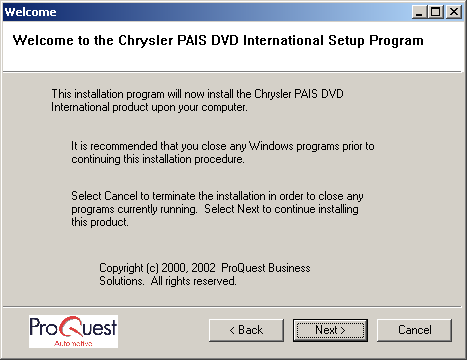 Welcome
Welcome to the Chrysler PAIS DVD International Setup Program
This installation program will now install the Chrysler PAIS DVD
International product upon your computer.
It is recommended that you close any Windows programs prior to
continuing this installation procedure.
Select Cancel to terminate the installation in order to close any
programs currently running.  Select Next to continue installing
this product.
Copyright (c) 2000, 2002  ProQuest Business
Solutions.  All rights reserved.
ProQuest
Automotive
< Back
Next >
Cancel